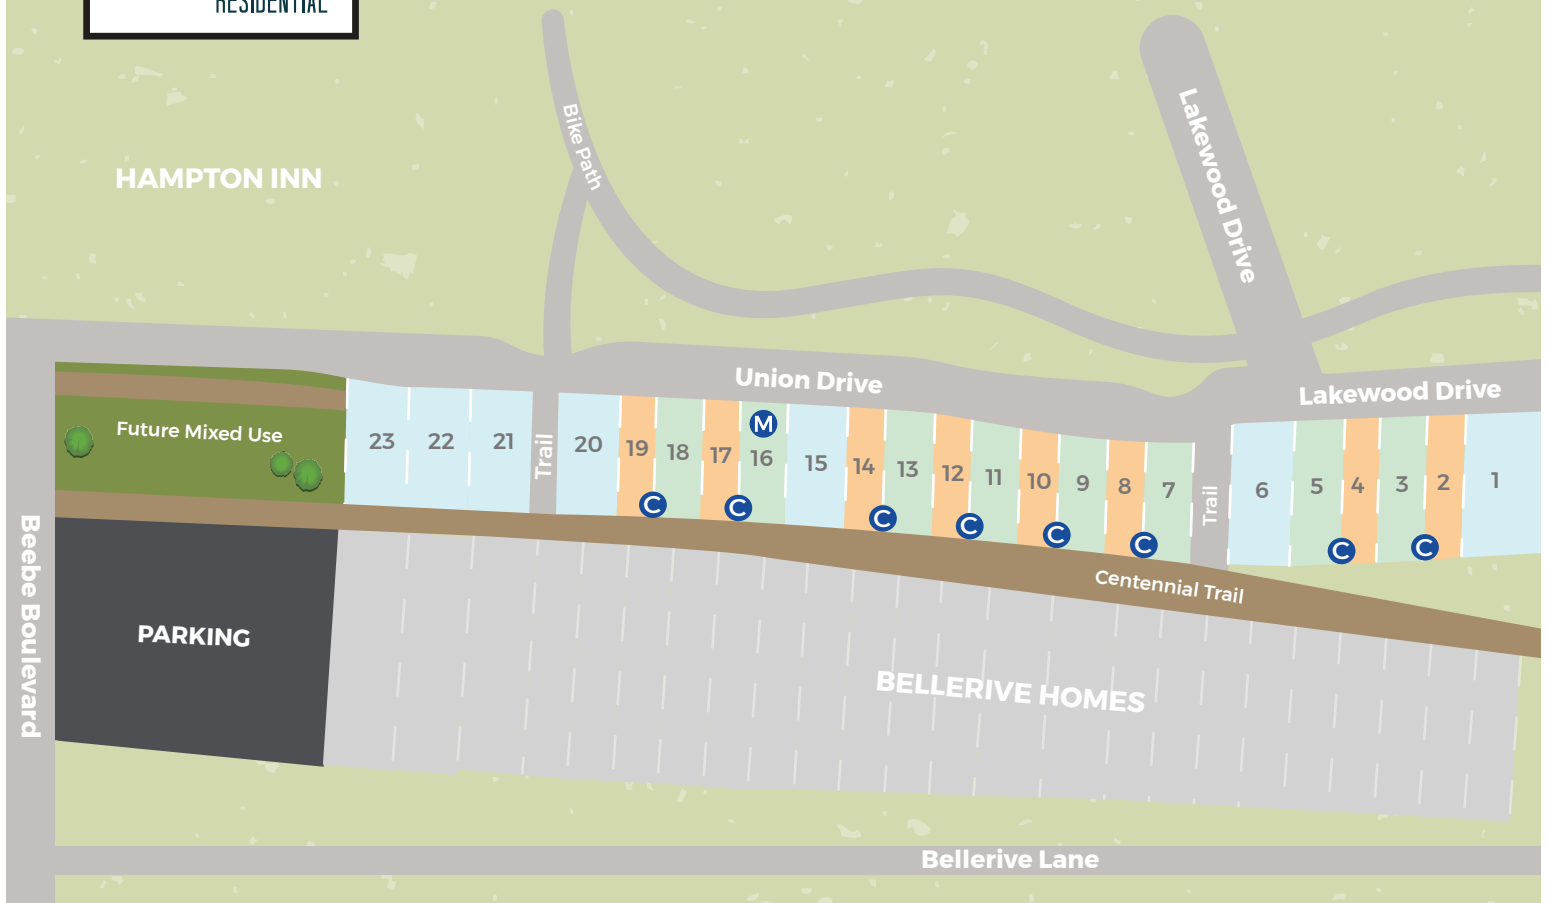 RESIDENTIAL
Bike Path
Lakewood Drive
HAMPTON INN
Union Drive
Lakewood Drive
Future Mixed Use
23 22 21 Trail 20 19 18 17 M 16 15 14 13 12 11 10 9 8 7 Trail 6 5 4 3 2 1
C C C C C C C C
Centennial Trail
Beebe Boulevard
PARKING
BELLERIVE HOMES
Bellerive Lane